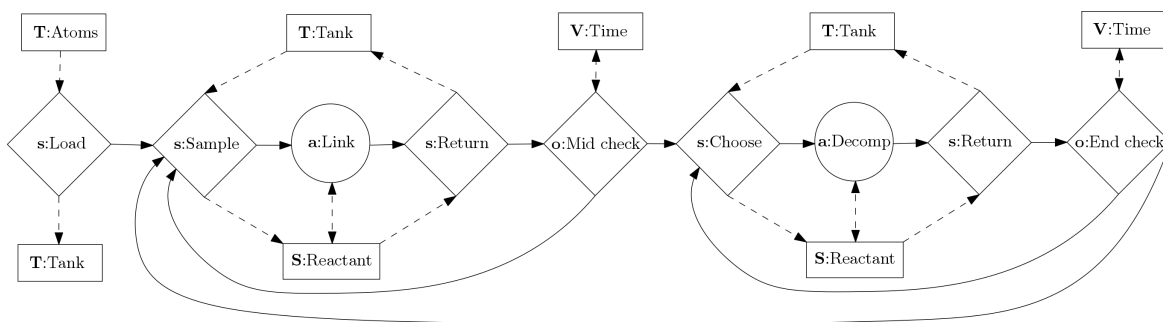 T:Atoms
T:Tank
V:Time
T:Tank
V:Time
s:Load
s:Sample
a:Link
s:Return
o:Mid check
s:Choose
a:Decomp
s:Return
o:End check
T:Tank
S:Reactant
S:Reactant